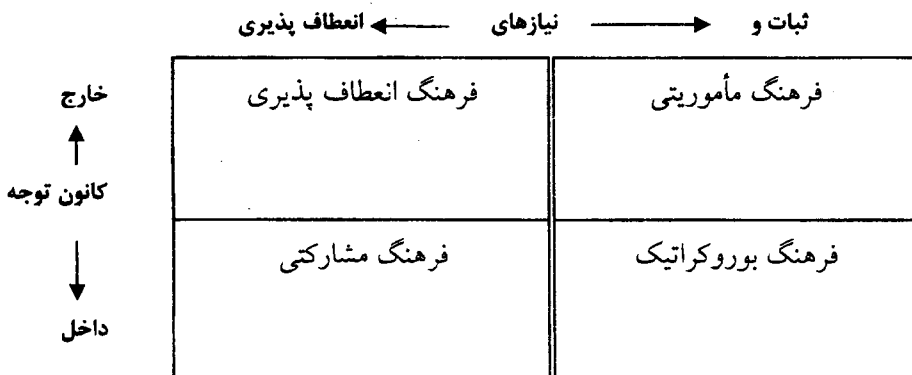 ثبات و نیازهای انعطاف پذیری
خارج
فرهنگ مأموریتی فرهنگ انعطاف پذیری
کانون توجه
فرهنگ بوروکراتیک فرهنگ مشارکتی
داخل